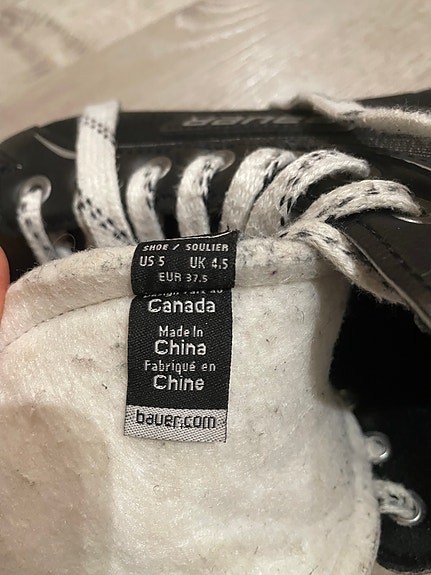 BAUER
SHOE / SOULIER
US 5 UK 4.5
EUR 37.5
Canada
Made in
China
Fabriqué en
Chine
bauer.com